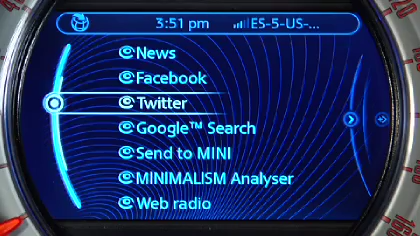 3:51 pm ES-5-US-...
News
Facebook
Twitter
Google™ Search
Send to MINI
MINIMALISM Analyser
Web radio